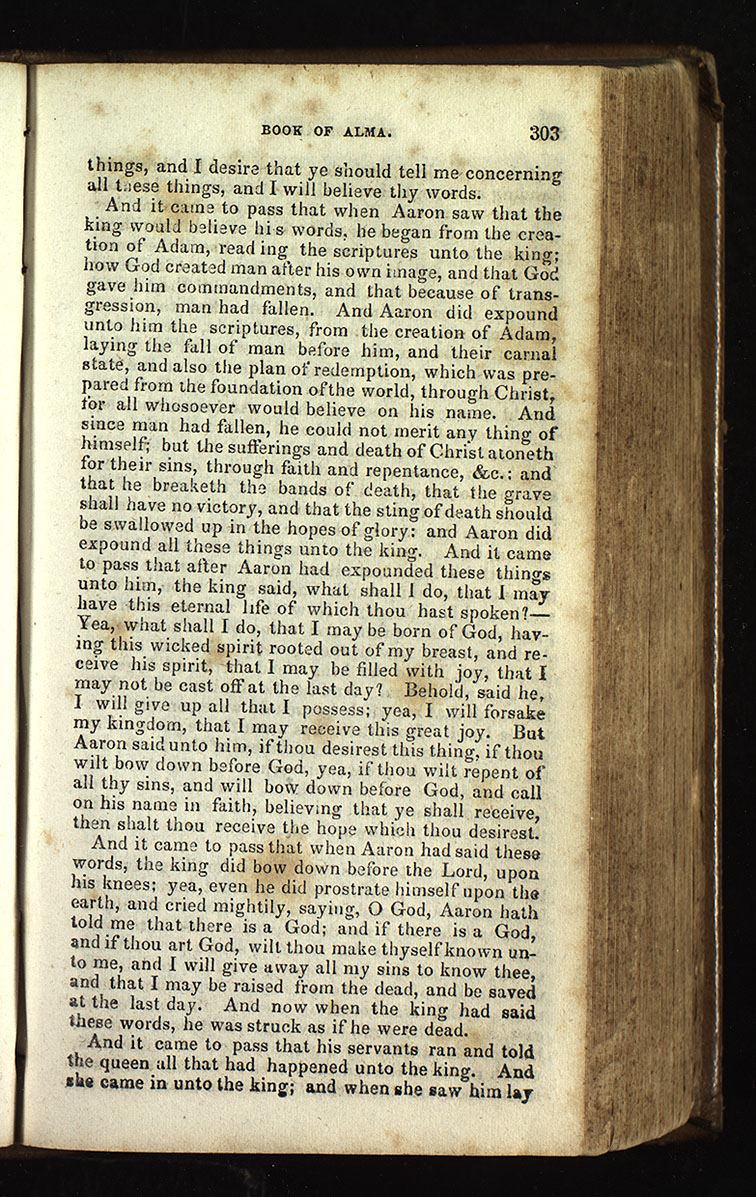 BOOK OF ALMA. 303
things, and I desire that ye should tell me concerning
all these things, and I will believe thy words.
And it came to pass that when Aaron saw that the
king would believe his words, he began from the crea-
tion of Adam, reading the scriptures unto the king;
how God created man after his own image, and that God
gave him commandments, and that because of trans-
gression, man had fallen. And Aaron did expound
unto him the scriptures, from the creation of Adam,
laying the fall of man before him, and their carnal
state, and also the plan of redemption, which was pre-
pared from the foundation of the world, through Christ,
for all whosoever would believe on his name. And
since man had fallen, he could not merit any thing of
himself; but the sufferings and death of Christ atoneth
for their sins, through faith and repentance, &c.: and
that he breaketh the bands of death, that the grave
shall have no victory, and that the sting of death should
be swallowed up in the hopes of glory: and Aaron did
expound all these things unto the king. And it came
to pass that after Aaron had expounded these things
unto him, the king said, what shall I do, that I may
have this eternal life of which thou hast spoken?—
Yea, what shall I do, that I may be born of God, hav-
ing this wicked spirit rooted out of my breast, and re-
ceive his spirit, that I may be filled with joy, that I
may not be cast off at the last day? Behold, said he,
I will give up all that I possess; yea, I will forsake
my kingdom, that I may receive this great joy. But
Aaron said unto him, if thou desirest this thing, if thou
wilt bow down before God, yea, if thou wilt repent of
all thy sins, and will bow down before God, and call
on his name in faith, believing that ye shall receive,
then shalt thou receive the hope which thou desirest.
And it came to pass that when Aaron had said these
words, the king did bow down before the Lord, upon
his knees; yea, even he did prostrate himself upon the
earth, and cried mightily, saying, O God, Aaron hath
told me that there is a God; and if there is a God,
and if thou art God, wilt thou make thyself known un-
to me, and I will give away all my sins to know thee,
and that I may be raised from the dead, and be saved
at the last day. And now when the king had said
these words, he was struck as if he were dead.
And it came to pass that his servants ran and told
the queen all that had happened unto the king. And
she came in unto the king; and when she saw him lay